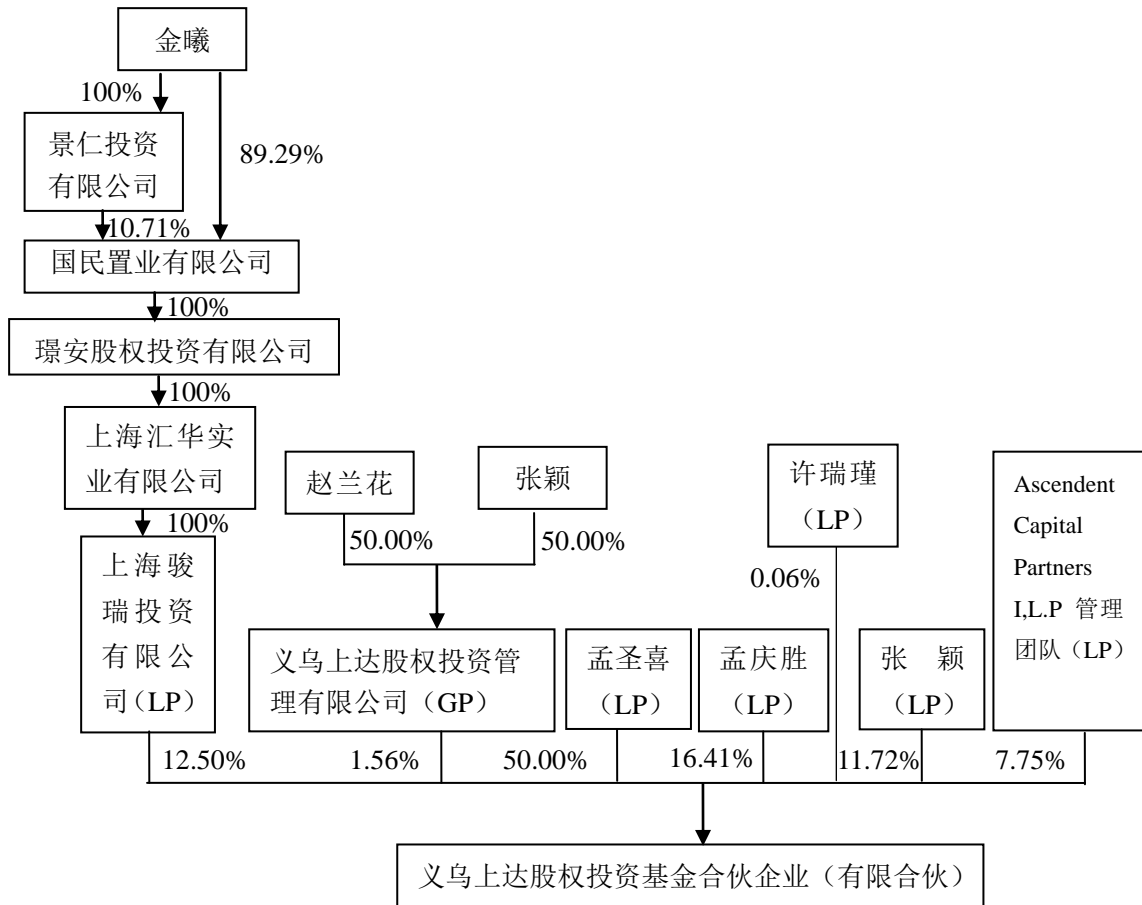 金曦
100%
景仁投资
有限公司
89.29%
10.71%
国民置业有限公司
100%
璟安股权投资有限公司
100%
上海汇华实
业有限公司
100%
上海骏
瑞投资
有限公
司（LP）
赵兰花
张颖
50.00%
50.00%
义乌上达股权投资管
理有限公司（GP）
孟圣喜
（LP）
孟庆胜
（LP）
许瑞瑾
（LP）
0.06%
张 颖
（LP）
Ascendent
Capital
Partners
I,L.P 管理
团队（LP）
12.50%
1.56%
50.00%
16.41%
11.72%
7.75%
义乌上达股权投资基金合伙企业（有限合伙）